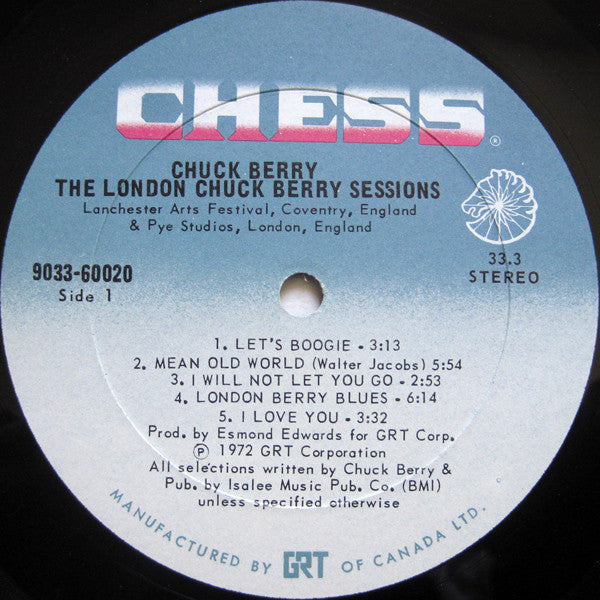 CHESS®
CHUCK BERRY
THE LONDON CHUCK BERRY SESSIONS
Lanchester Arts Festival, Coventry, England
& Pye Studios, London, England
9033-60020
Side 1
33.3
STEREO
1. LET'S BOOGIE - 3:13
2. MEAN OLD WORLD (Walter Jacobs) 5:54
3. I WILL NOT LET YOU GO - 2:53
4. LONDON BERRY BLUES - 6:14
5. I LOVE YOU - 3:32
Prod. by Esmond Edwards for GRT Corp.
℗ 1972 GRT Corporation
All selections written by Chuck Berry &
Pub. by Isalee Music Pub. Co. (BMI)
unless specified otherwise
MANUFACTURED BY GRT OF CANADA LTD.